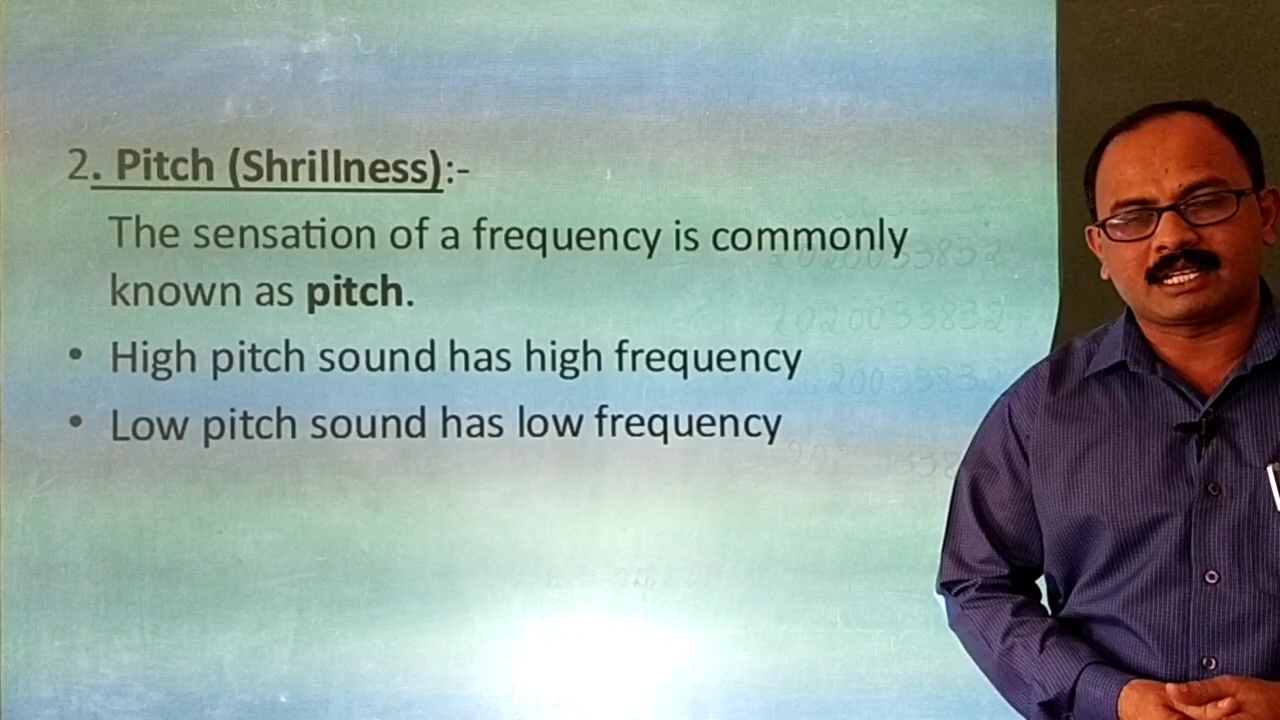 2. Pitch (Shrillness):-
The sensation of a frequency is commonly
known as pitch.
• High pitch sound has high frequency
• Low pitch sound has low frequency
2020033832